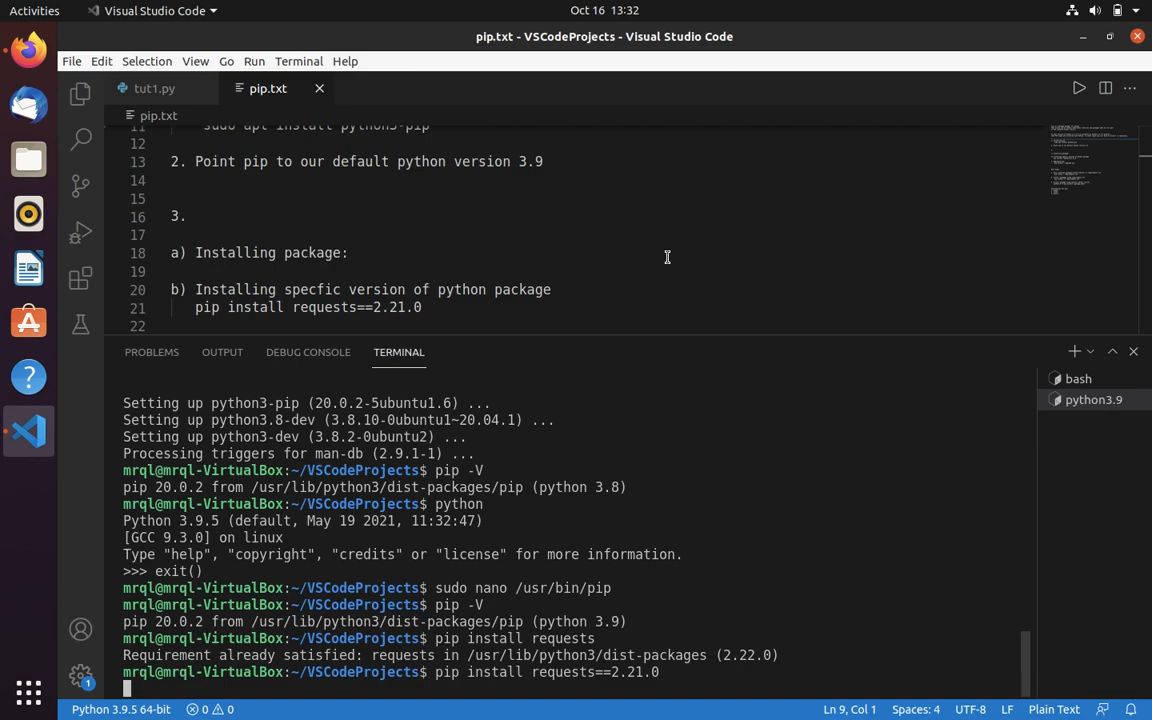 Activities
Visual Studio Code
Oct 16 13:32
pip.txt - VSCodeProjects - Visual Studio Code
File Edit Selection View Go Run Terminal Help
tut1.py
pip.txt
pip.txt
11 sudo apt install python3-pip
12
13 2. Point pip to our default python version 3.9
14
15
16 3.
17
18 a) Installing package:
19
20 b) Installing specfic version of python package
21 pip install requests==2.21.0
22
PROBLEMS OUTPUT DEBUG CONSOLE TERMINAL
bash
python3.9
Setting up python3-pip (20.0.2-5ubuntu1.6) ...
Setting up python3.8-dev (3.8.10-0ubuntu1~20.04.1) ...
Setting up python3-dev (3.8.2-0ubuntu2) ...
Processing triggers for man-db (2.9.1-1) ...
mrql@mrql-VirtualBox:~/VSCodeProjects$ pip -V
pip 20.0.2 from /usr/lib/python3/dist-packages/pip (python 3.8)
mrql@mrql-VirtualBox:~/VSCodeProjects$ python
Python 3.9.5 (default, May 19 2021, 11:32:47)
[GCC 9.3.0] on linux
Type "help", "copyright", "credits" or "license" for more information.
>>> exit()
mrql@mrql-VirtualBox:~/VSCodeProjects$ sudo nano /usr/bin/pip
mrql@mrql-VirtualBox:~/VSCodeProjects$ pip -V
pip 20.0.2 from /usr/lib/python3/dist-packages/pip (python 3.9)
mrql@mrql-VirtualBox:~/VSCodeProjects$ pip install requests
Requirement already satisfied: requests in /usr/lib/python3/dist-packages (2.22.0)
mrql@mrql-VirtualBox:~/VSCodeProjects$ pip install requests==2.21.0
1
Python 3.9.5 64-bit 0 0
Ln 9, Col 1 Spaces: 4 UTF-8 LF Plain Text